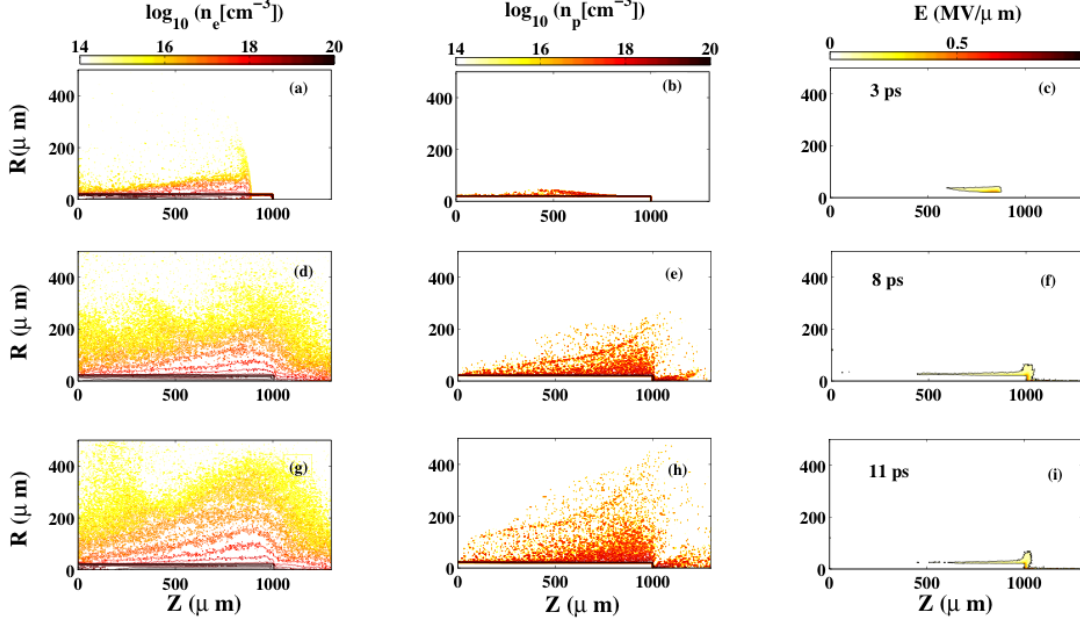 log10 (ne[cm−3])
log10 (np[cm−3])
E (MV/μ m)
14 16 18 20
14 16 18 20
0 0.5
R(μ m)
400
200
0
(a)
0 500 1000
400
200
0
(b)
0 500 1000
400
200
0
3 ps
(c)
0 500 1000
R (μ m)
400
200
0
(d)
0 500 1000
400
200
0
(e)
0 500 1000
400
200
0
8 ps
(f)
0 500 1000
R (μ m)
400
200
0
(g)
0 500 1000
Z (μ m)
400
200
0
(h)
0 500 1000
Z (μ m)
400
200
0
11 ps
(i)
0 500 1000
Z (μ m)